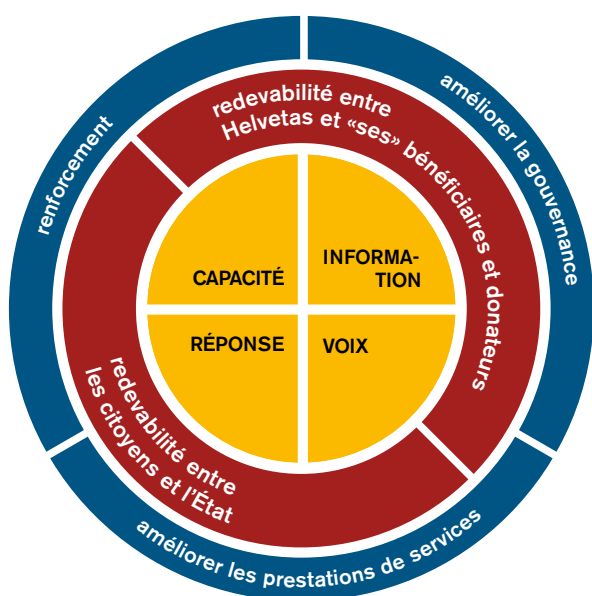 renforcement
améliorer la gouvernance
redevabilité entre
Helvetas et «ses» bénéficiaires et donateurs
CAPACITÉ
INFORMA-
TION
RÉPONSE
VOIX
redevabilité entre
les citoyens et l'État
améliorer les prestations de services